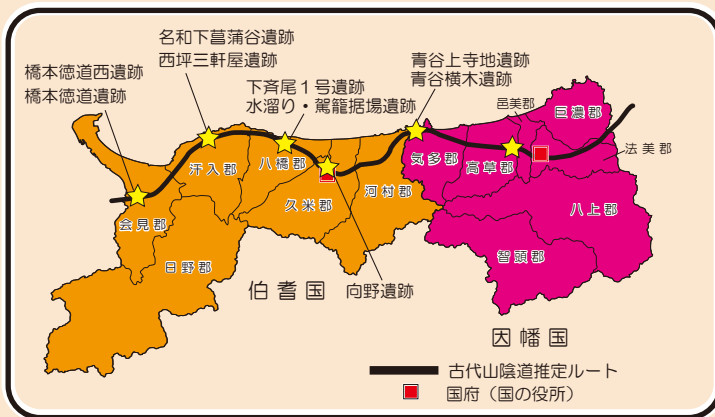 名和下菖蒲谷遺跡
西坪三軒屋遺跡
橋本徳道西遺跡
橋本徳道遺跡
下斉尾１号遺跡
水溜り・駕籠据場遺跡
青谷上寺地遺跡
青谷横木遺跡
邑美郡
巨濃郡
法美郡
汗入郡
八橋郡
気多郡
高草郡
会見郡
久米郡
河村郡
八上郡
日野郡
智頭郡
伯耆国
向野遺跡
因幡国
古代山陰道推定ルート
国府（国の役所）